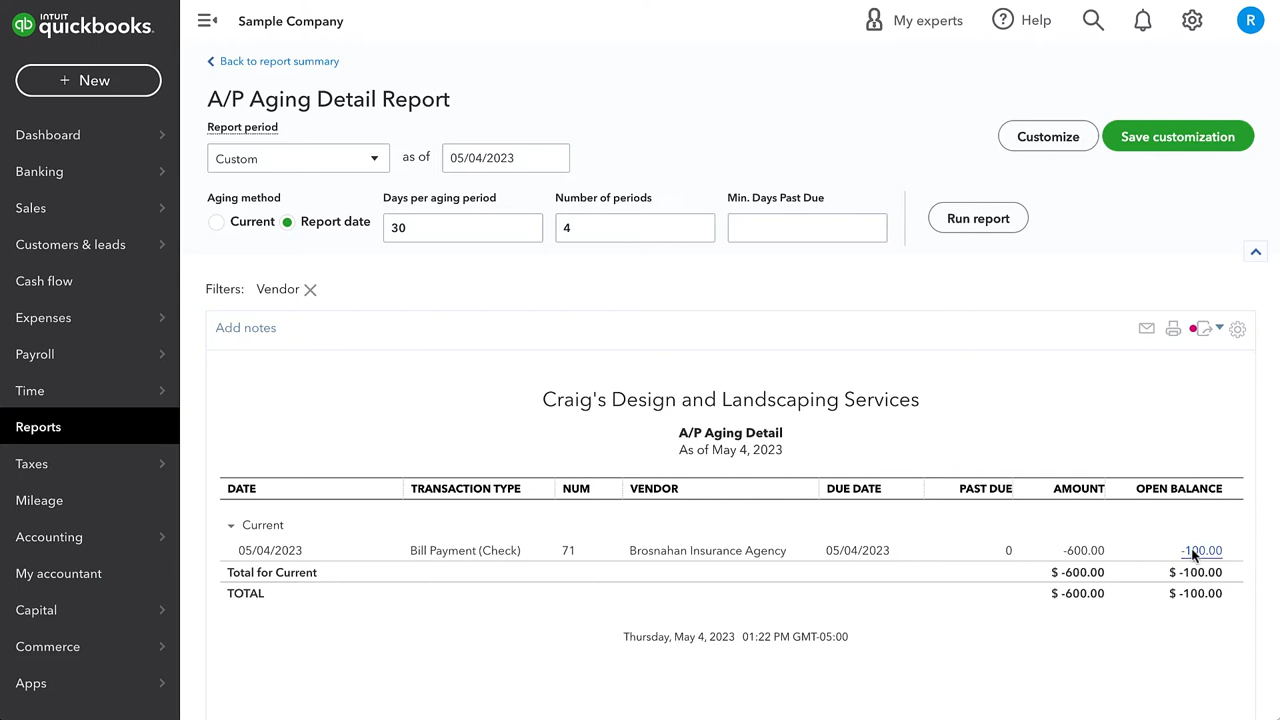 INTUIT
quickbooks.
Sample Company
My experts
Help
R
+ New
Back to report summary
Dashboard
Banking
Sales
Customers & leads
Cash flow
Expenses
Payroll
Time
Reports
Taxes
Mileage
Accounting
My accountant
Capital
Commerce
Apps
A/P Aging Detail Report
Report period
Custom as of 05/04/2023
Customize Save customization
Aging method Days per aging period Number of periods Min. Days Past Due
Current Report date 30 4 Run report
Filters: Vendor
Add notes
Craig's Design and Landscaping Services
A/P Aging Detail
As of May 4, 2023
DATE TRANSACTION TYPE NUM VENDOR DUE DATE PAST DUE AMOUNT OPEN BALANCE
Current
05/04/2023 Bill Payment (Check) 71 Brosnahan Insurance Agency 05/04/2023 0 -600.00 -100.00
Total for Current $ -600.00 $ -100.00
TOTAL $ -600.00 $ -100.00
Thursday, May 4, 2023 01:22 PM GMT-05:00